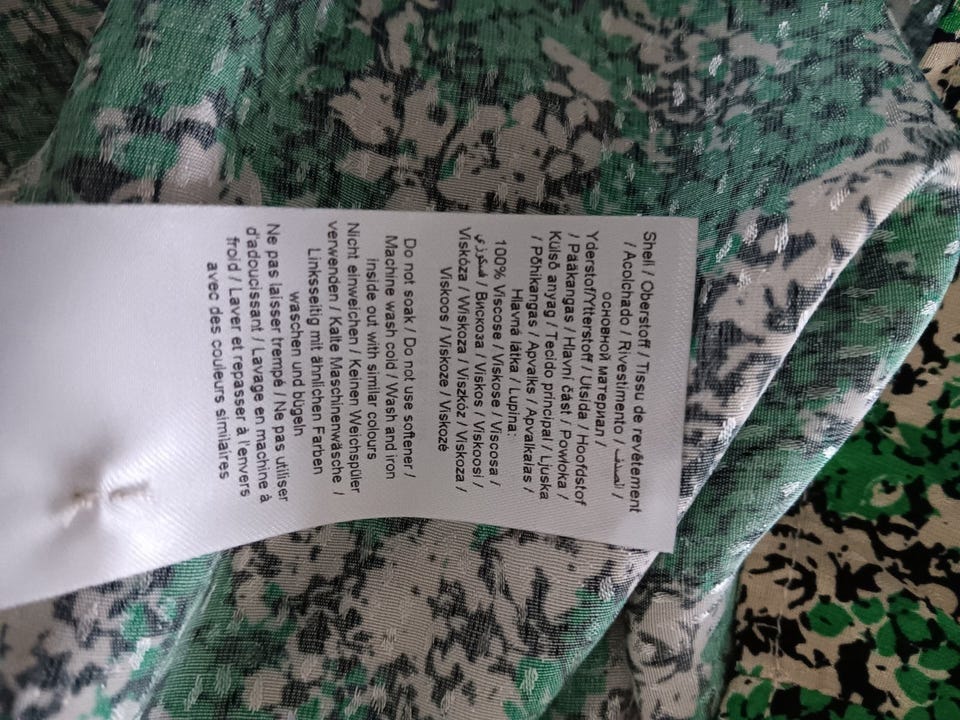 Shell / Oberstoff / Tissu de revêtement
/ Acolchado / Rivestimento / الصدف /
основной материал /
Yderstof/Ytterstoff / Utsida / Hoofdstof
/ Pääkangas / Hlavní část / Powłoka /
Külső anyag / Tecido principal / Ljuska
/ Põhikangas / Apvalks / Apvalkalas /
Hlavná látka / Lupina:
100% Viscose / Viskose / Viscosa /
فسكوزي / Вискоза / Viskos / Viskoosi /
Viskóza / Wiskoza / Viszkóz / Viskoza /
Viskoos / Viskoze / Viskozė
Do not soak / Do not use softener /
Machine wash cold / Wash and iron
inside out with similar colours
Nicht einweichen / Keinen Weichspüler
verwenden / Kalte Maschinenwäsche /
Linksseitig mit ähnlichen Farben
waschen und bügeln
Ne pas laisser trempé / Ne pas utiliser
d'adoucissant / Lavage en machine à
froid / Laver et repasser à l'envers
avec des couleurs similaires